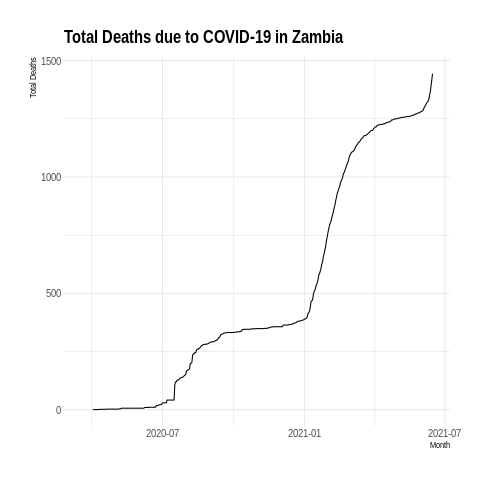 Total Deaths due to COVID-19 in Zambia
Total Deaths
1500
1000
500
0
2020-07
2021-01
2021-07
Month